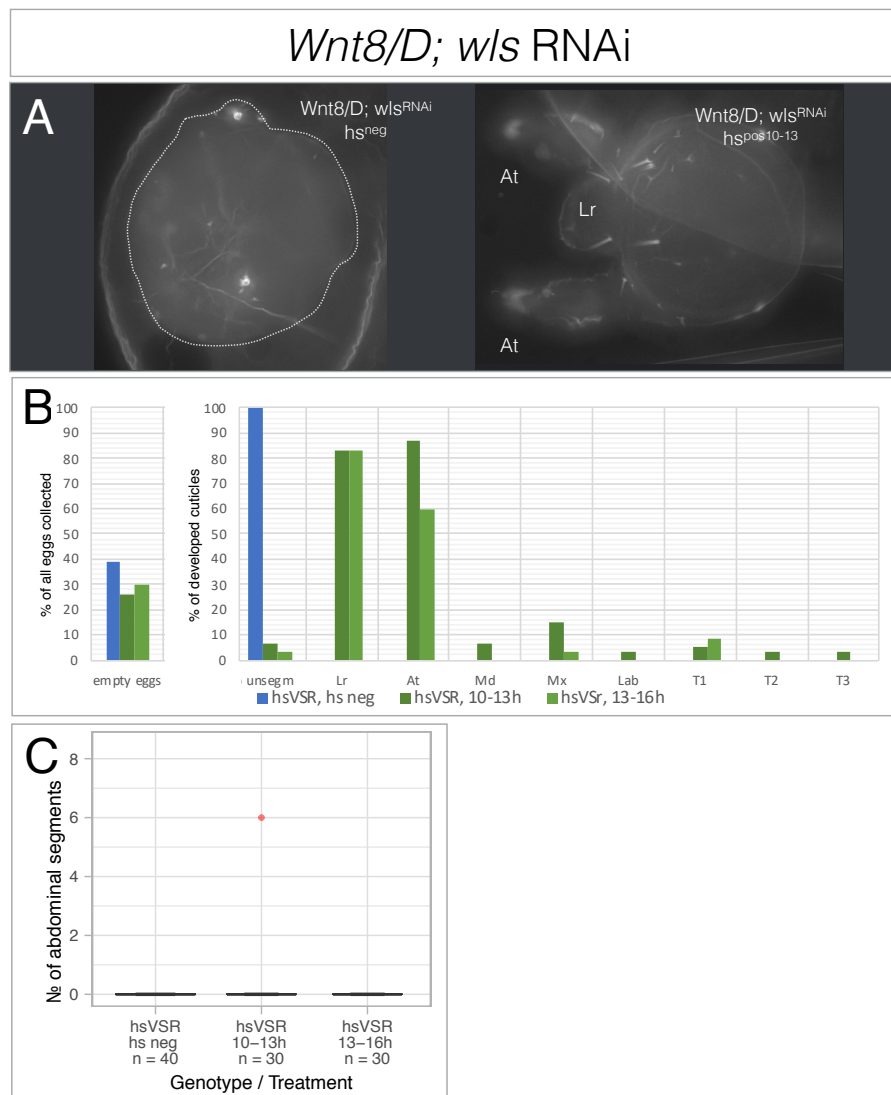 Wnt8/D; wls RNAi
A
Wnt8/D; wlsRNAi
hsneg
Wnt8/D; wlsRNAi
hspos10-13
At
Lr
At
B
% of all eggs collected
100
90
80
70
60
50
40
30
20
10
0
empty eggs
% of developed cuticles
100
90
80
70
60
50
40
30
20
10
0
unsegm
Lr
At
Md
Mx
Lab
T1
T2
T3
hsVSR, hs neg
hsVSR, 10-13h
hsVSr, 13-16h
C
№ of abdominal segments
8
6
4
2
0
hsVSR
hs neg
n = 40
hsVSR
10–13h
n = 30
hsVSR
13–16h
n = 30
Genotype / Treatment